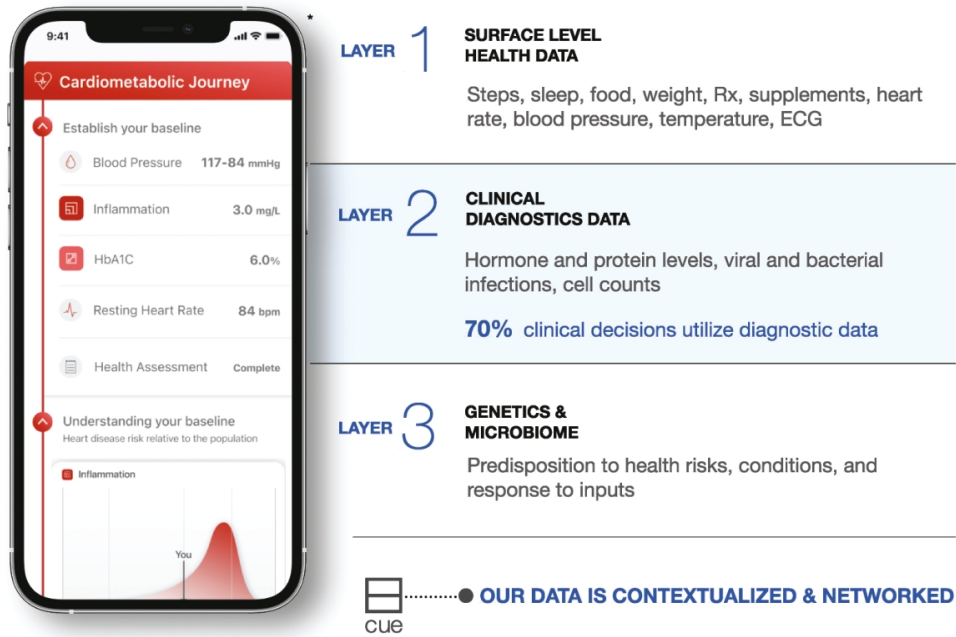 9:41
*
Cardiometabolic Journey
Establish your baseline
Blood Pressure 117-84 mmHg
Inflammation 3.0 mg/L
HbA1C 6.0%
Resting Heart Rate 84 bpm
Health Assessment Complete
Understanding your baseline
Heart disease risk relative to the population
Inflammation
You
LAYER 1
SURFACE LEVEL
HEALTH DATA
Steps, sleep, food, weight, Rx, supplements, heart
rate, blood pressure, temperature, ECG
LAYER 2
CLINICAL
DIAGNOSTICS DATA
Hormone and protein levels, viral and bacterial
infections, cell counts
70% clinical decisions utilize diagnostic data
LAYER 3
GENETICS &
MICROBIOME
Predisposition to health risks, conditions, and
response to inputs
cue
OUR DATA IS CONTEXTUALIZED & NETWORKED